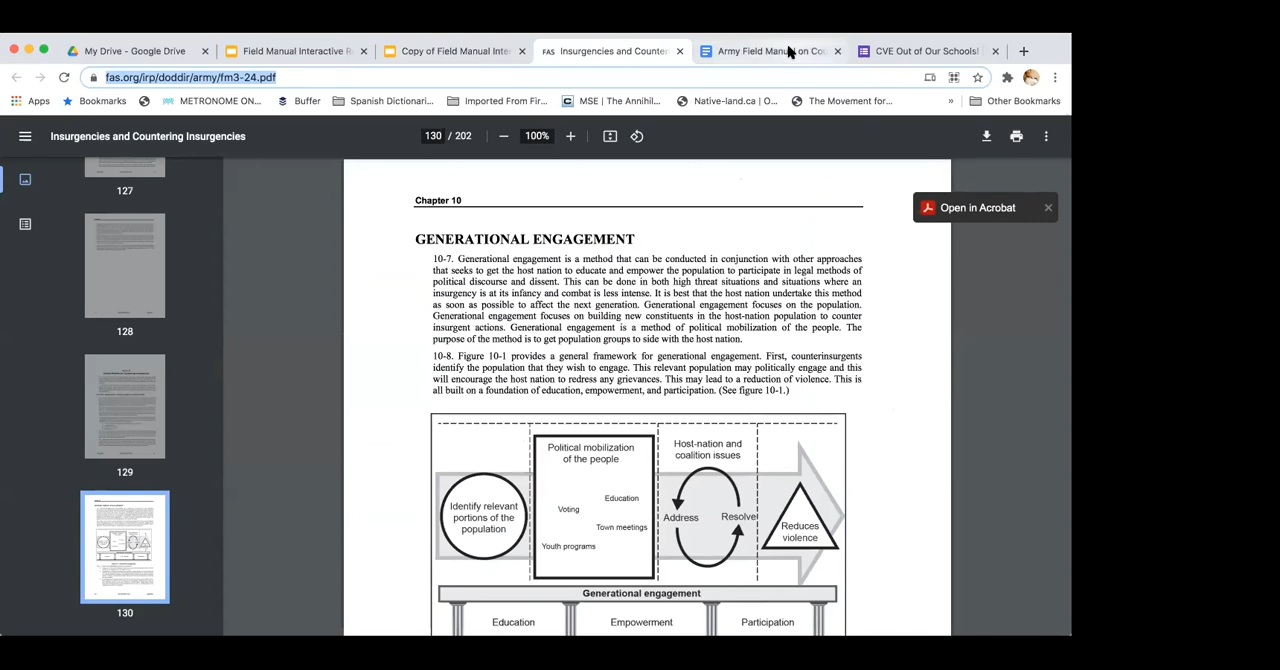 My Drive - Google Drive
Field Manual Interactive R
Copy of Field Manual Inte
FAS Insurgencies and Counter
Army Field Manual on Co
CVE Out of Our Schools!
fas.org/irp/doddir/army/fm3-24.pdf
Apps
Bookmarks
METRONOME ON...
Buffer
Spanish Dictionari...
Imported From Fir...
MSE | The Annihil...
Native-land.ca | O...
The Movement for...
»
Other Bookmarks
Insurgencies and Countering Insurgencies
130 / 202
100%
127
128
129
130
Open in Acrobat
Chapter 10
GENERATIONAL ENGAGEMENT
10-7. Generational engagement is a method that can be conducted in conjunction with other approaches
that seeks to get the host nation to educate and empower the population to participate in legal methods of
political discourse and dissent. This can be done in both high threat situations and situations where an
insurgency is at its infancy and combat is less intense. It is best that the host nation undertake this method
as soon as possible to affect the next generation. Generational engagement focuses on the population.
Generational engagement focuses on building new constituents in the host-nation population to counter
insurgent actions. Generational engagement is a method of political mobilization of the people. The
purpose of the method is to get population groups to side with the host nation.
10-8. Figure 10-1 provides a general framework for generational engagement. First, counterinsurgents
identify the population that they wish to engage. This relevant population may politically engage and this
will encourage the host nation to redress any grievances. This may lead to a reduction of violence. This is
all built on a foundation of education, empowerment, and participation. (See figure 10-1.)
Identify relevant
portions of the
population
Political mobilization
of the people
Education
Voting
Town meetings
Youth programs
Host-nation and
coalition issues
Address
Resolve
Reduces
violence
Generational engagement
Education
Empowerment
Participation